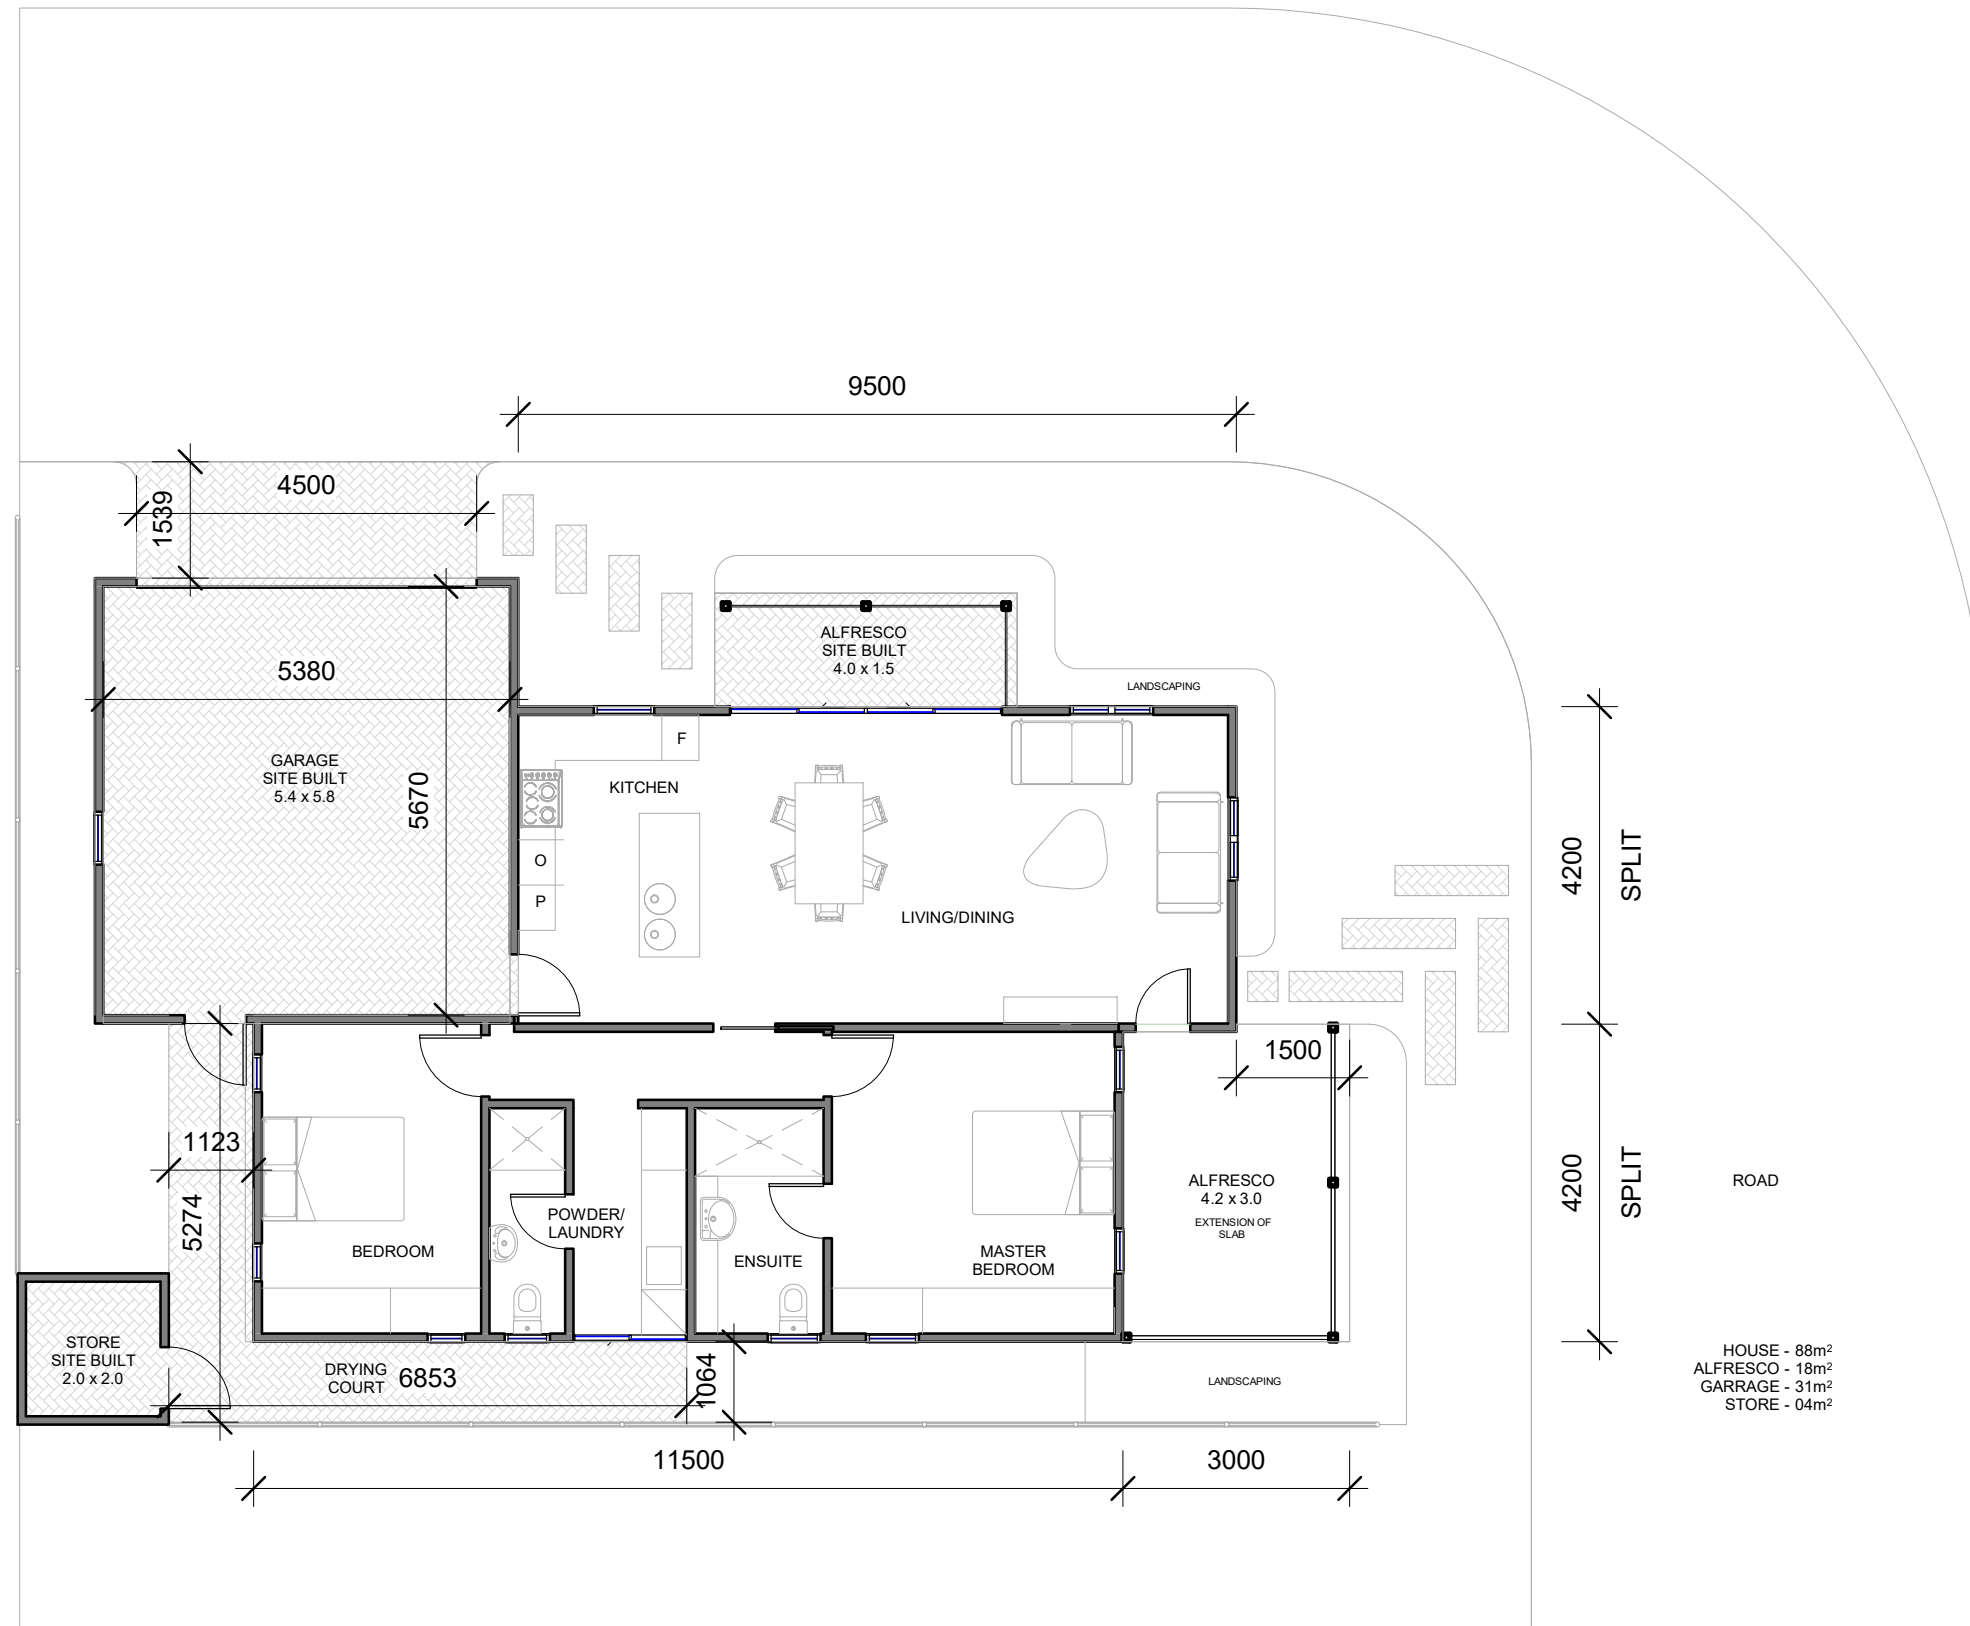 9500
4500
1539
ALFRESCO
SITE BUILT
4.0 x 1.5
5380
LANDSCAPING
F
GARAGE
SITE BUILT
5.4 x 5.8
5670
KITCHEN
O
P
LIVING/DINING
4200
SPLIT
1500
1123
5274
BEDROOM
POWDER/
LAUNDRY
ENSUITE
MASTER
BEDROOM
ALFRESCO
4.2 x 3.0
EXTENSION OF
SLAB
4200
SPLIT
ROAD
STORE
SITE BUILT
2.0 x 2.0
DRYING
COURT
6853
1064
LANDSCAPING
HOUSE - 88m²
ALFRESCO - 18m²
GARRAGE - 31m²
STORE - 04m²
11500
3000